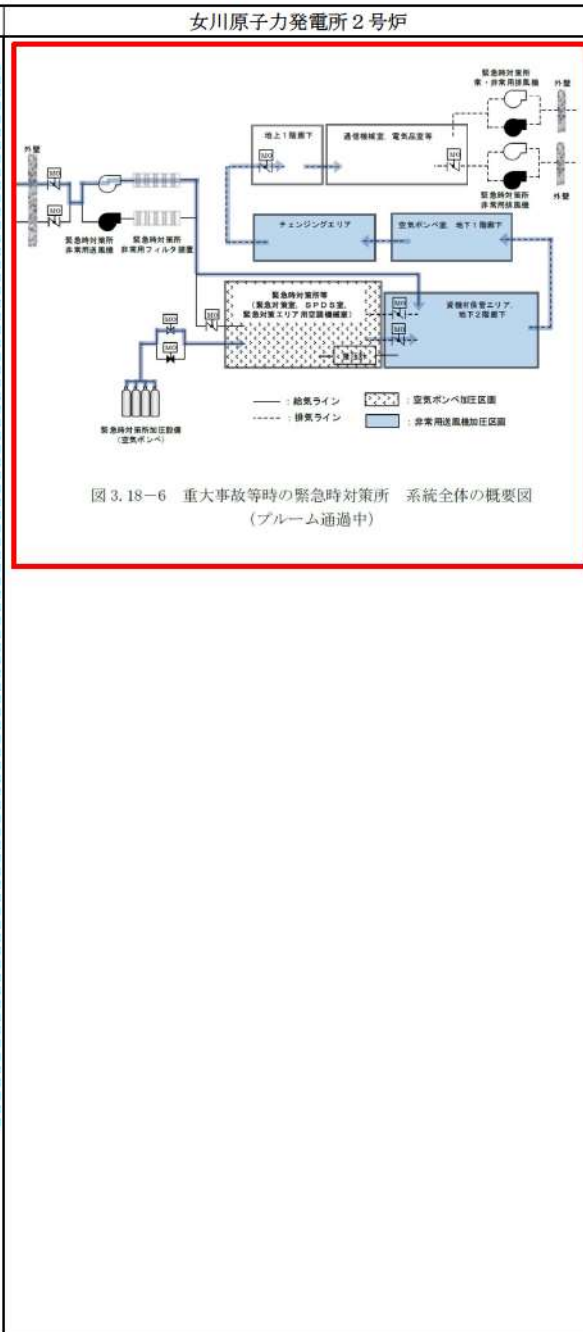 女川原子力発電所２号炉
緊急時対策所
常・非常用排風機
外壁
地上１階廊下
通信機械室，電気品室等
外壁
MO
MO
MO
MO
緊急時対策所
非常用送風機
緊急時対策所
非常用フィルタ装置
緊急時対策所
非常用排風機
外壁
チェンジングエリア
空気ボンベ室，地下１階廊下
緊急時対策所等
（緊急対策室，ＳＰＤＳ室，
緊急対策エリア用空調機械室）
MO
MO
資機材保管エリア，
地下２階廊下
MO
MO
MO
差圧計
緊急時対策所加圧設備
（空気ボンベ）
：給気ライン
：空気ボンベ加圧区画
：排気ライン
：非常用送風機加圧区画
図 3.18－6 重大事故等時の緊急時対策所 系統全体の概要図
（プルーム通過中）